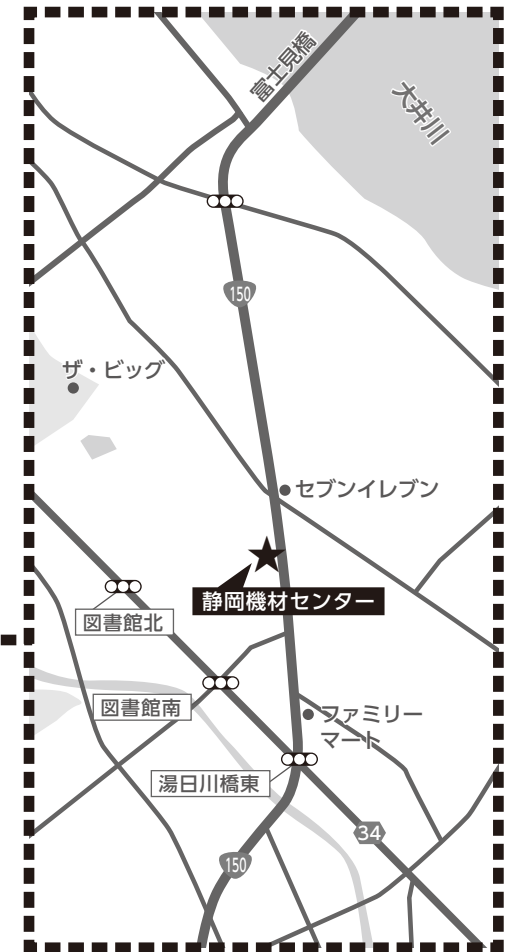 富士見橋
大井川
150
ザ・ビッグ
セブンイレブン
静岡機材センター
図書館北
図書館南
ファミリー
マート
湯日川橋東
34
150